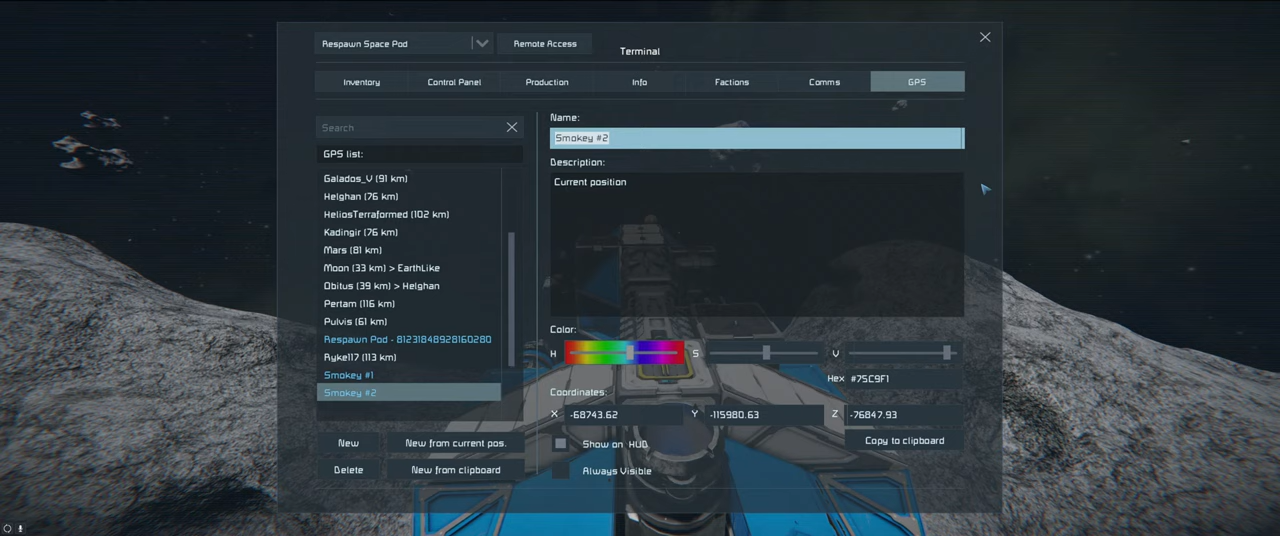 Respawn Space Pod
Remote Access
Terminal
Inventory
Control Panel
Production
Info
Factions
Comms
GPS
Search
GPS list:
Galados_V (91 km)
Helghan (76 km)
HeliosTerraformed (102 km)
Kadingir (76 km)
Mars (81 km)
Moon (33 km) > EarthLike
Obitus (39 km) > Helghan
Pertam (116 km)
Pulvis (61 km)
Respawn Pod - 81231848928160280
Ryke117 (113 km)
Smokey #1
Smokey #2
New
New from current pos.
Delete
New from clipboard
Name:
Smokey #2
Description:
Current position
Color:
H
S
V
Hex #75C9F1
Coordinates:
X -68743.62
Y -115980.63
Z -76847.93
Show on HUD
Copy to clipboard
Always Visible